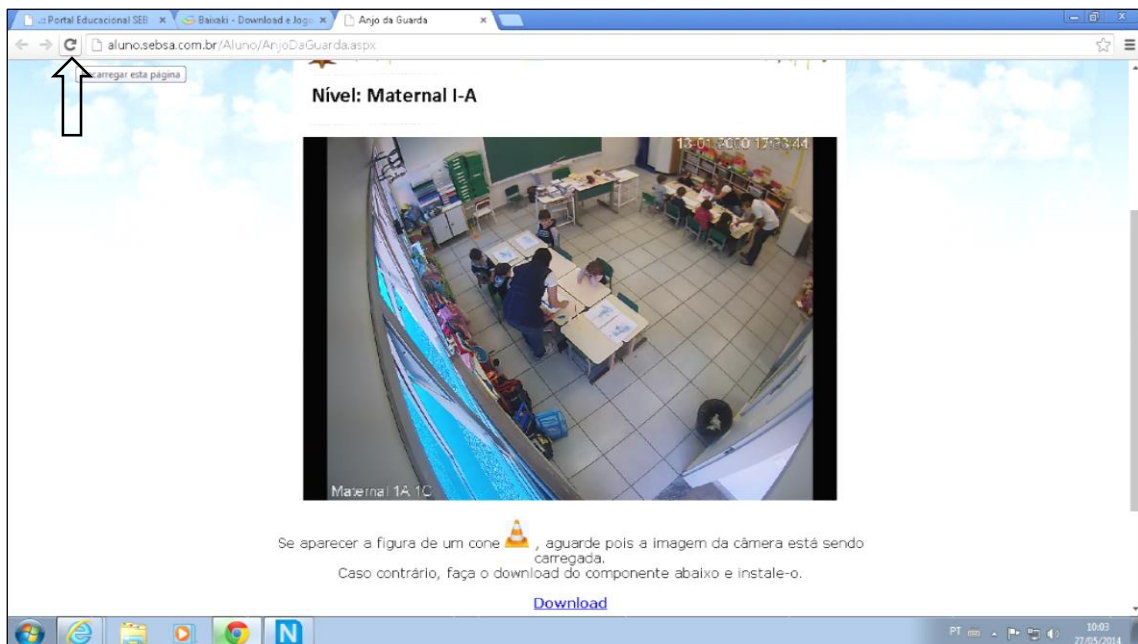 ..: Portal Educacional SEB
Baixaki - Download e Jogo
Anjo da Guarda
aluno.sebsa.com.br/Aluno/AnjoDaGuarda.aspx
carregar esta página
Nível: Maternal I-A
Maternal 1A 1C
Se aparecer a figura de um cone , aguarde pois a imagem da câmera está sendo
carregada.
Caso contrário, faça o download do componente abaixo e instale-o.
Download
N
PT
10:03
27/05/2014